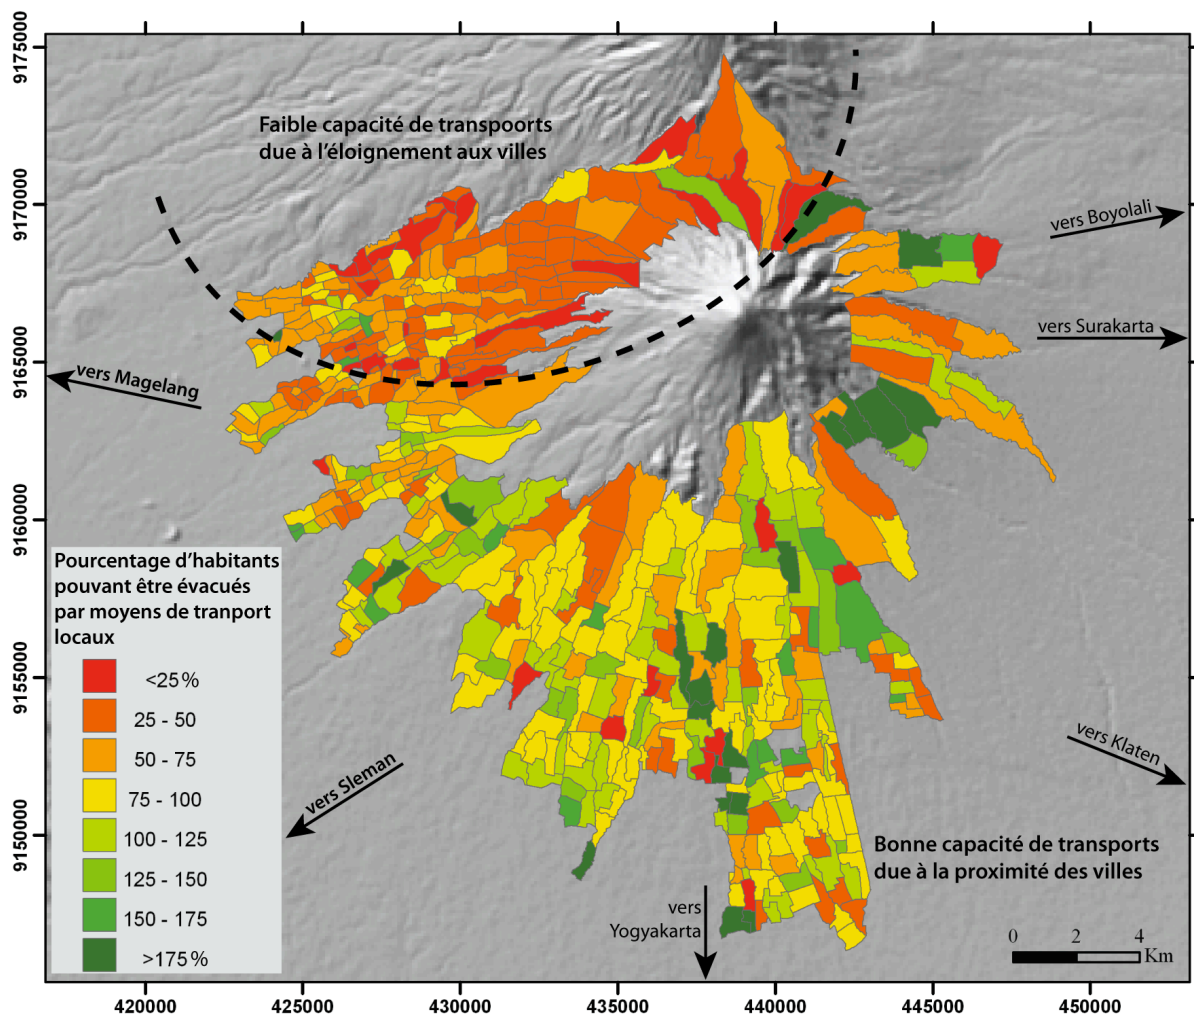 9175000
9170000
9165000
9160000
9155000
9150000
Faible capacité de transpoorts
due à l'éloignement aux villes
vers Boyolali
vers Surakarta
vers Magelang
Pourcentage d'habitants
pouvant être évacués
par moyens de tranport
locaux
<25 %
25 - 50
50 - 75
75 - 100
100 - 125
125 - 150
150 - 175
>175 %
vers Sleman
vers Klaten
Bonne capacité de transports
due à la proximité des villes
vers
Yogyakarta
0 2 4
Km
420000 425000 430000 435000 440000 445000 450000